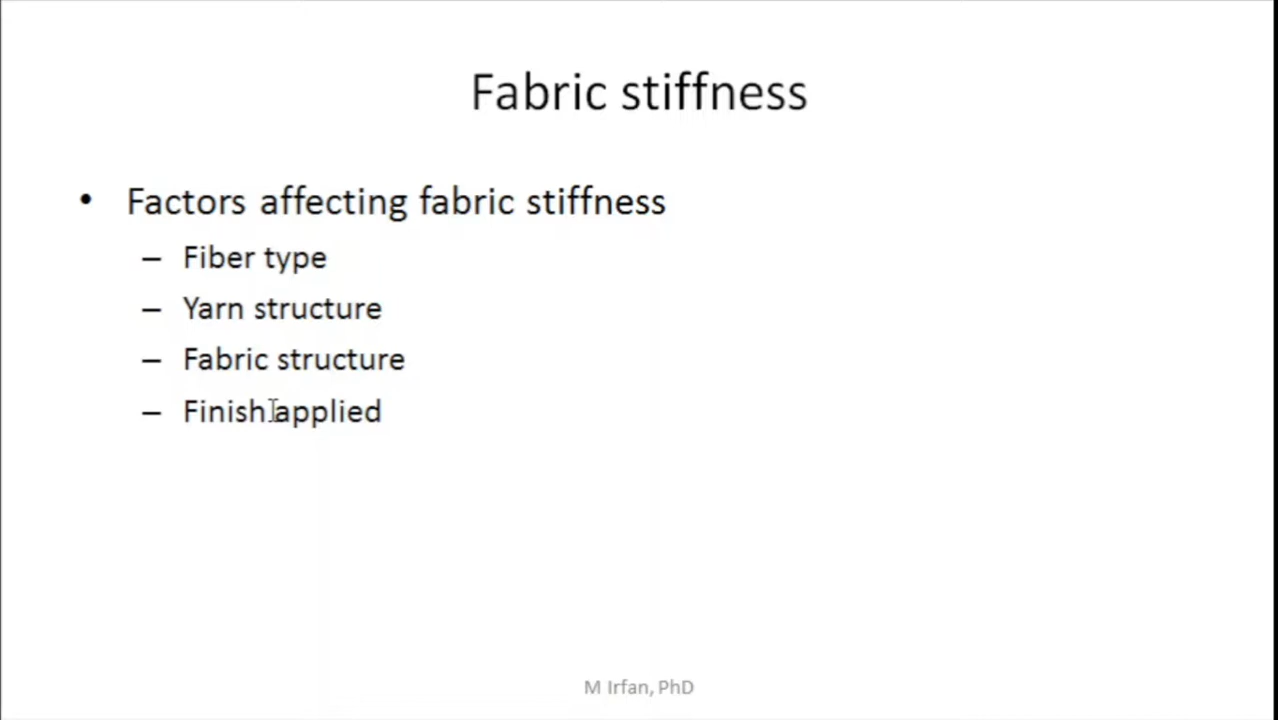 Fabric stiffness
• Factors affecting fabric stiffness
– Fiber type
– Yarn structure
– Fabric structure
– Finish applied
M Irfan, PhD